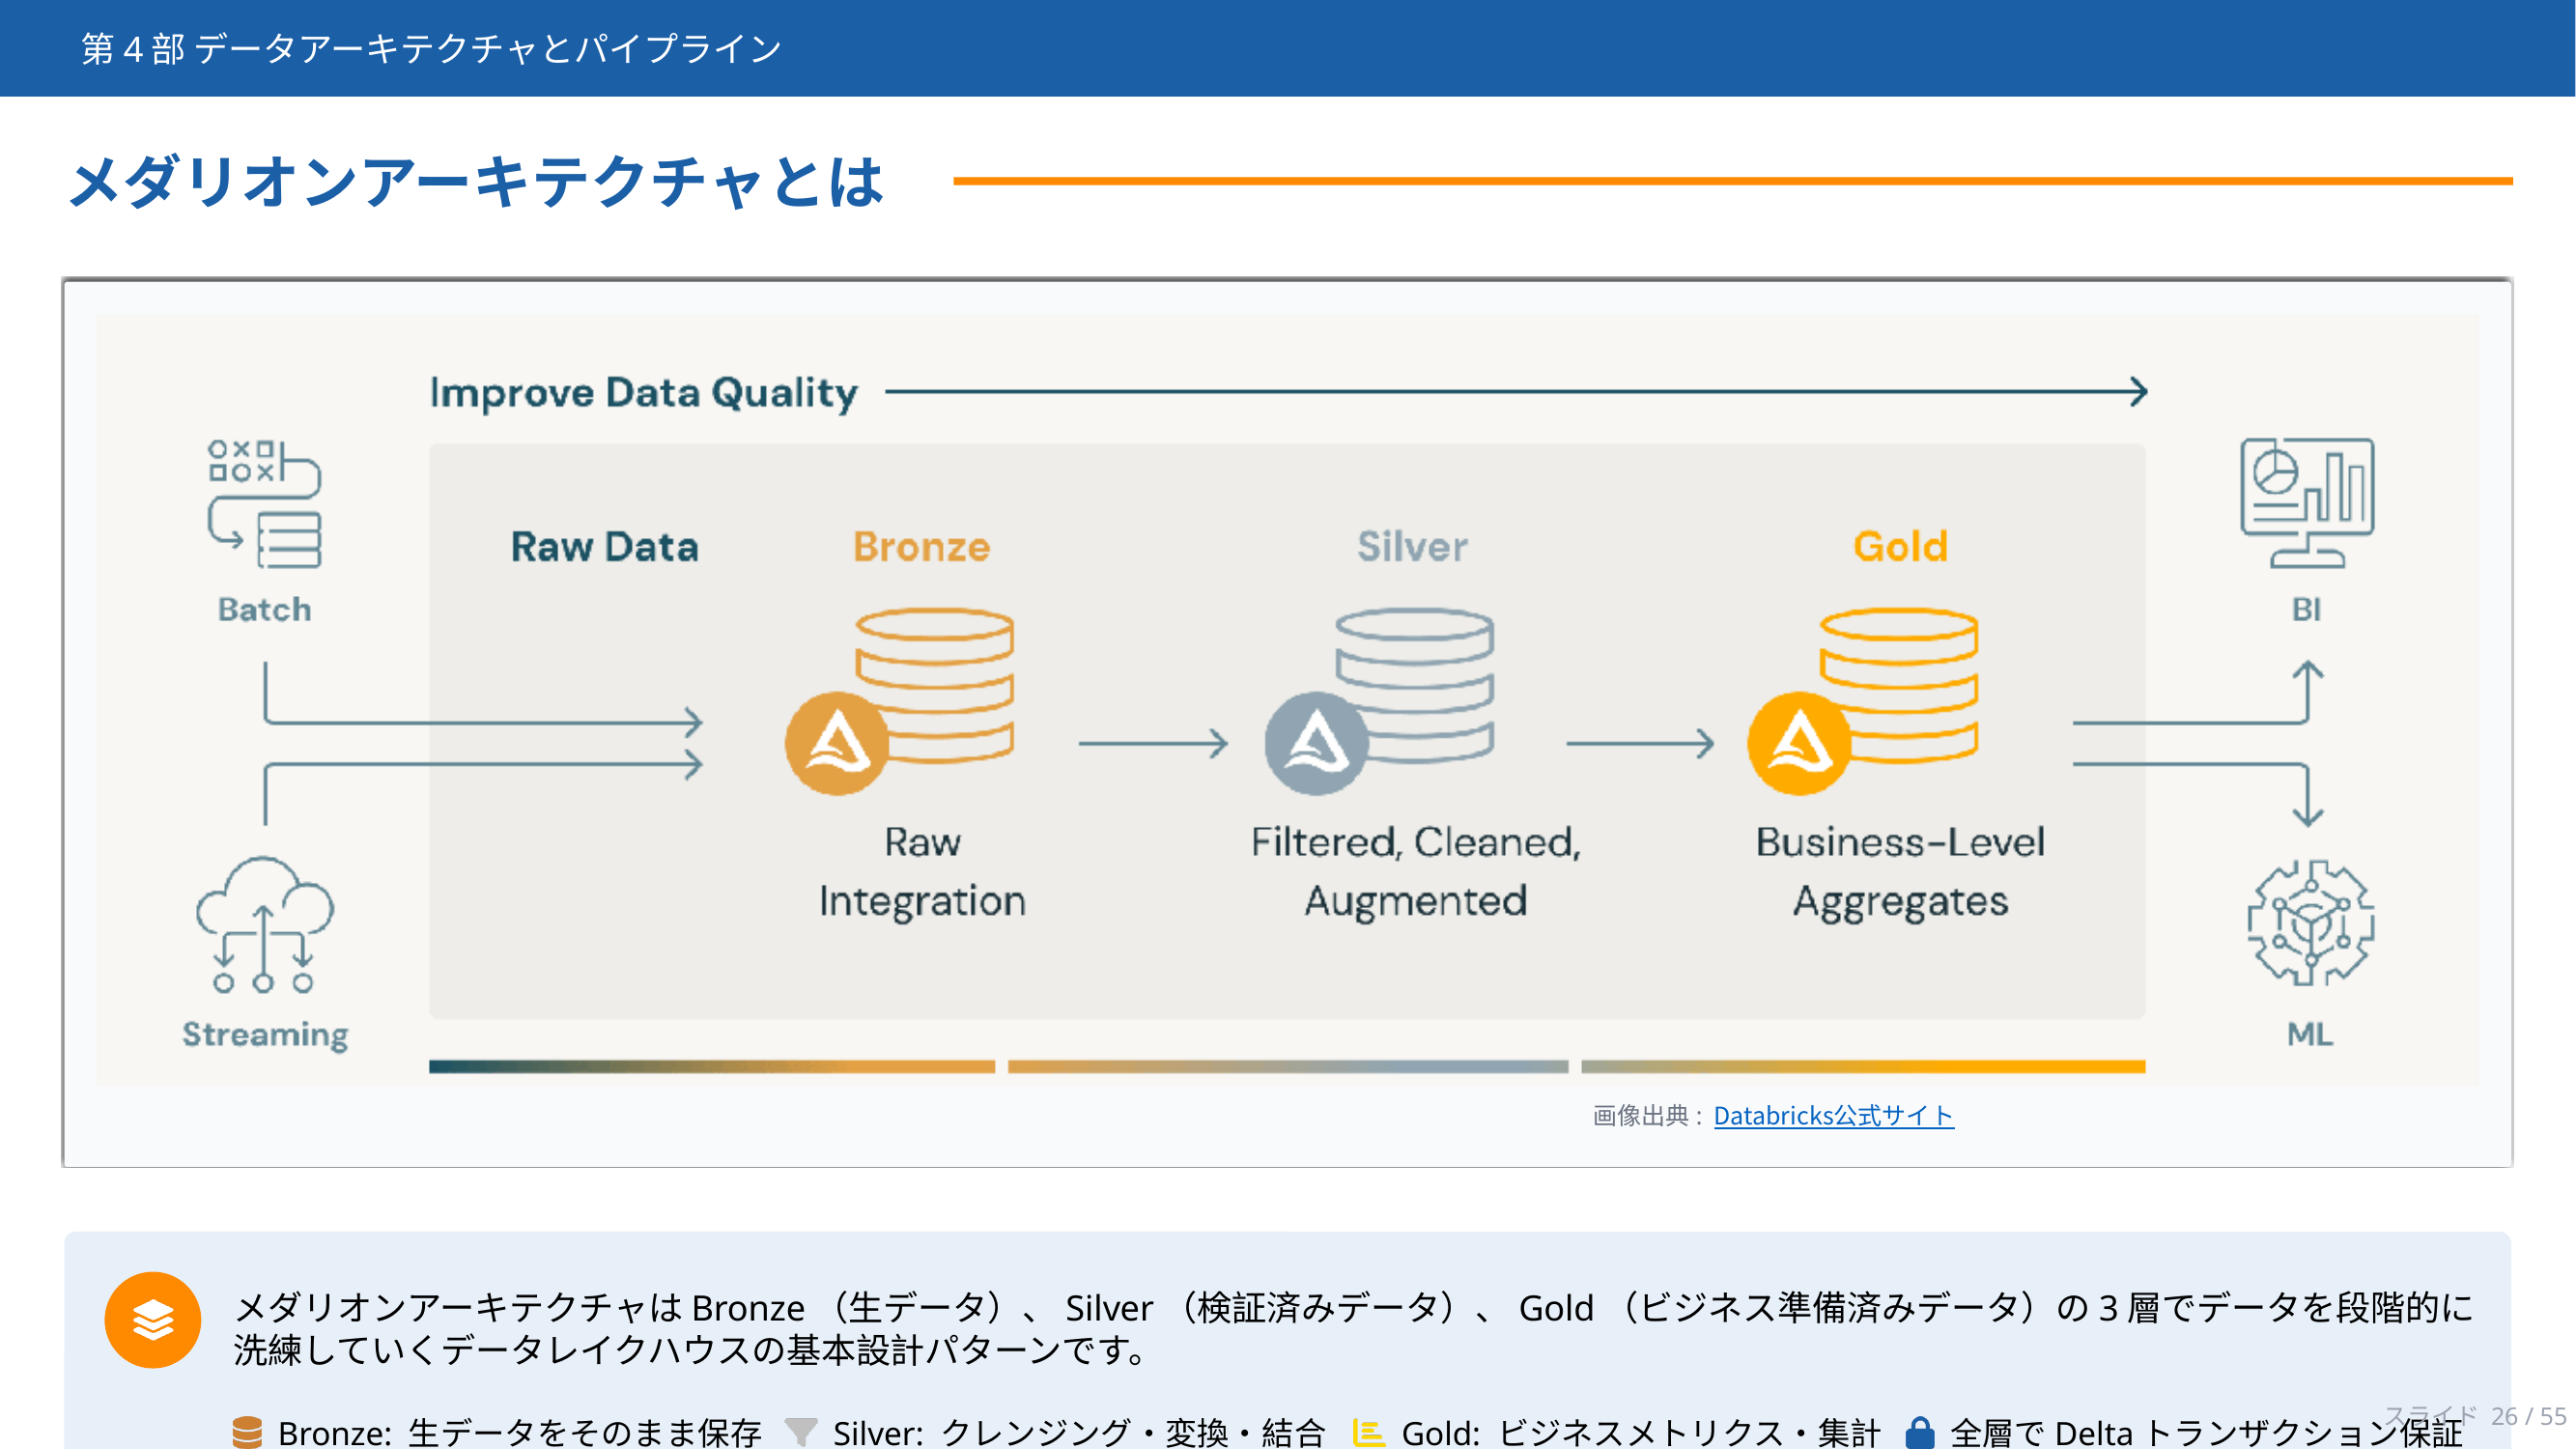 第4部 データアーキテクチャとパイプライン
メダリオンアーキテクチャとは
Improve Data Quality
Raw Data
Bronze
Silver
Gold
Batch
BI
Raw
Integration
Filtered, Cleaned,
Augmented
Business-Level
Aggregates
Streaming
ML
画像出典: Databricks公式サイト
メダリオンアーキテクチャは Bronze（生データ）、Silver（検証済みデータ）、Gold（ビジネス準備済みデータ）の3層でデータを段階的に
洗練していくデータレイクハウスの基本設計パターンです。
Bronze: 生データをそのまま保存 Silver: クレンジング・変換・結合 Gold: ビジネスメトリクス・集計 全層で Delta トランザクション保証
スライド 26 / 55